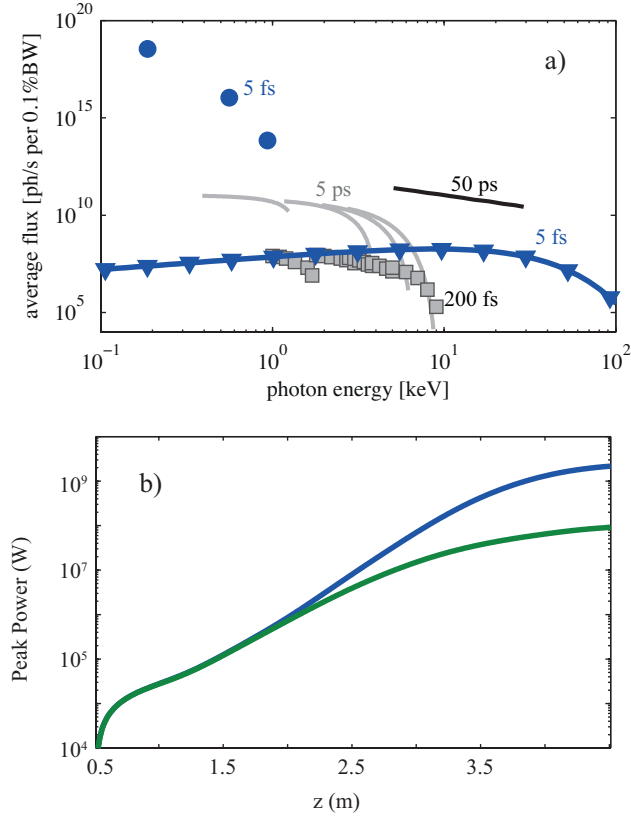 10^20
a)
5 fs
10^15
5 ps
50 ps
10^10
5 fs
200 fs
10^5
average flux [ph/s per 0.1%BW]
10^-1
10^0
10^1
10^2
photon energy [keV]
b)
10^9
10^7
10^5
10^4
Peak Power (W)
0.5
1.5
2.5
3.5
z (m)